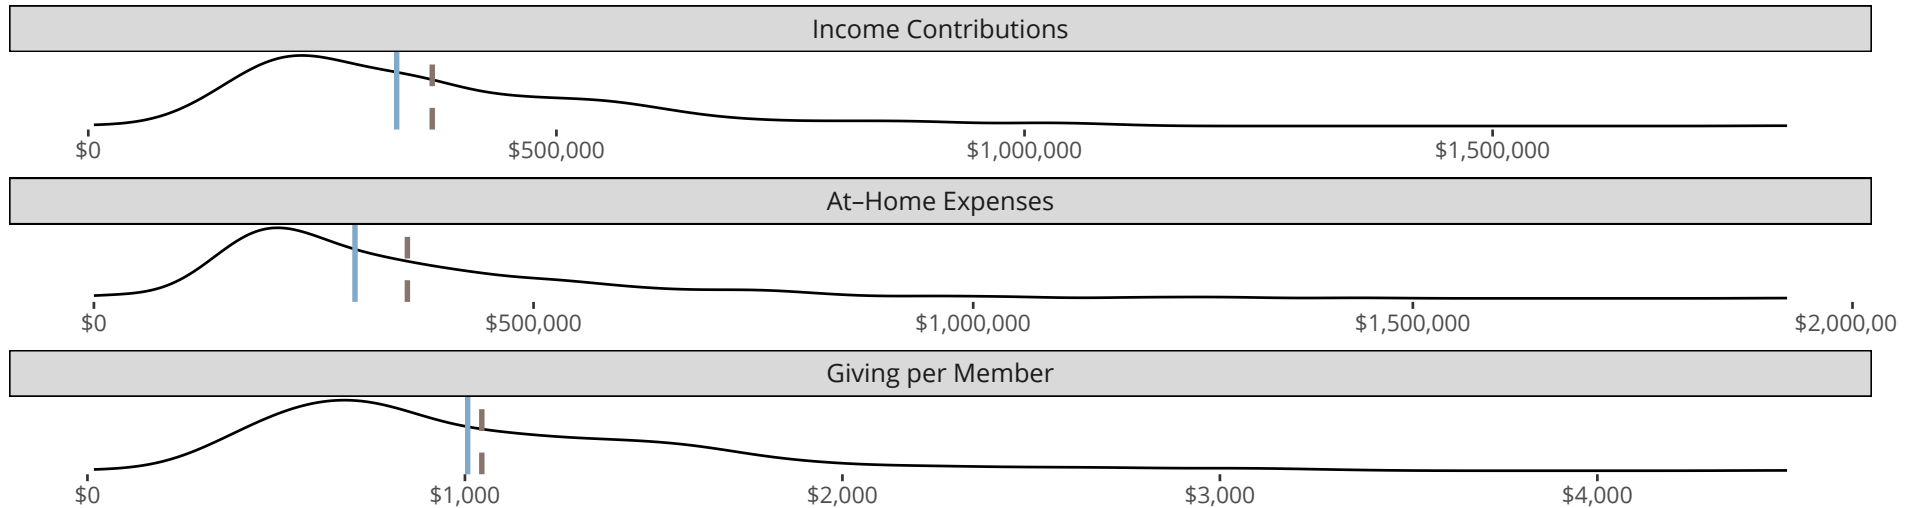 Income Contributions
$0 $500,000 $1,000,000 $1,500,000
At–Home Expenses
$0 $500,000 $1,000,000 $1,500,000 $2,000,00
Giving per Member
$0 $1,000 $2,000 $3,000 $4,000